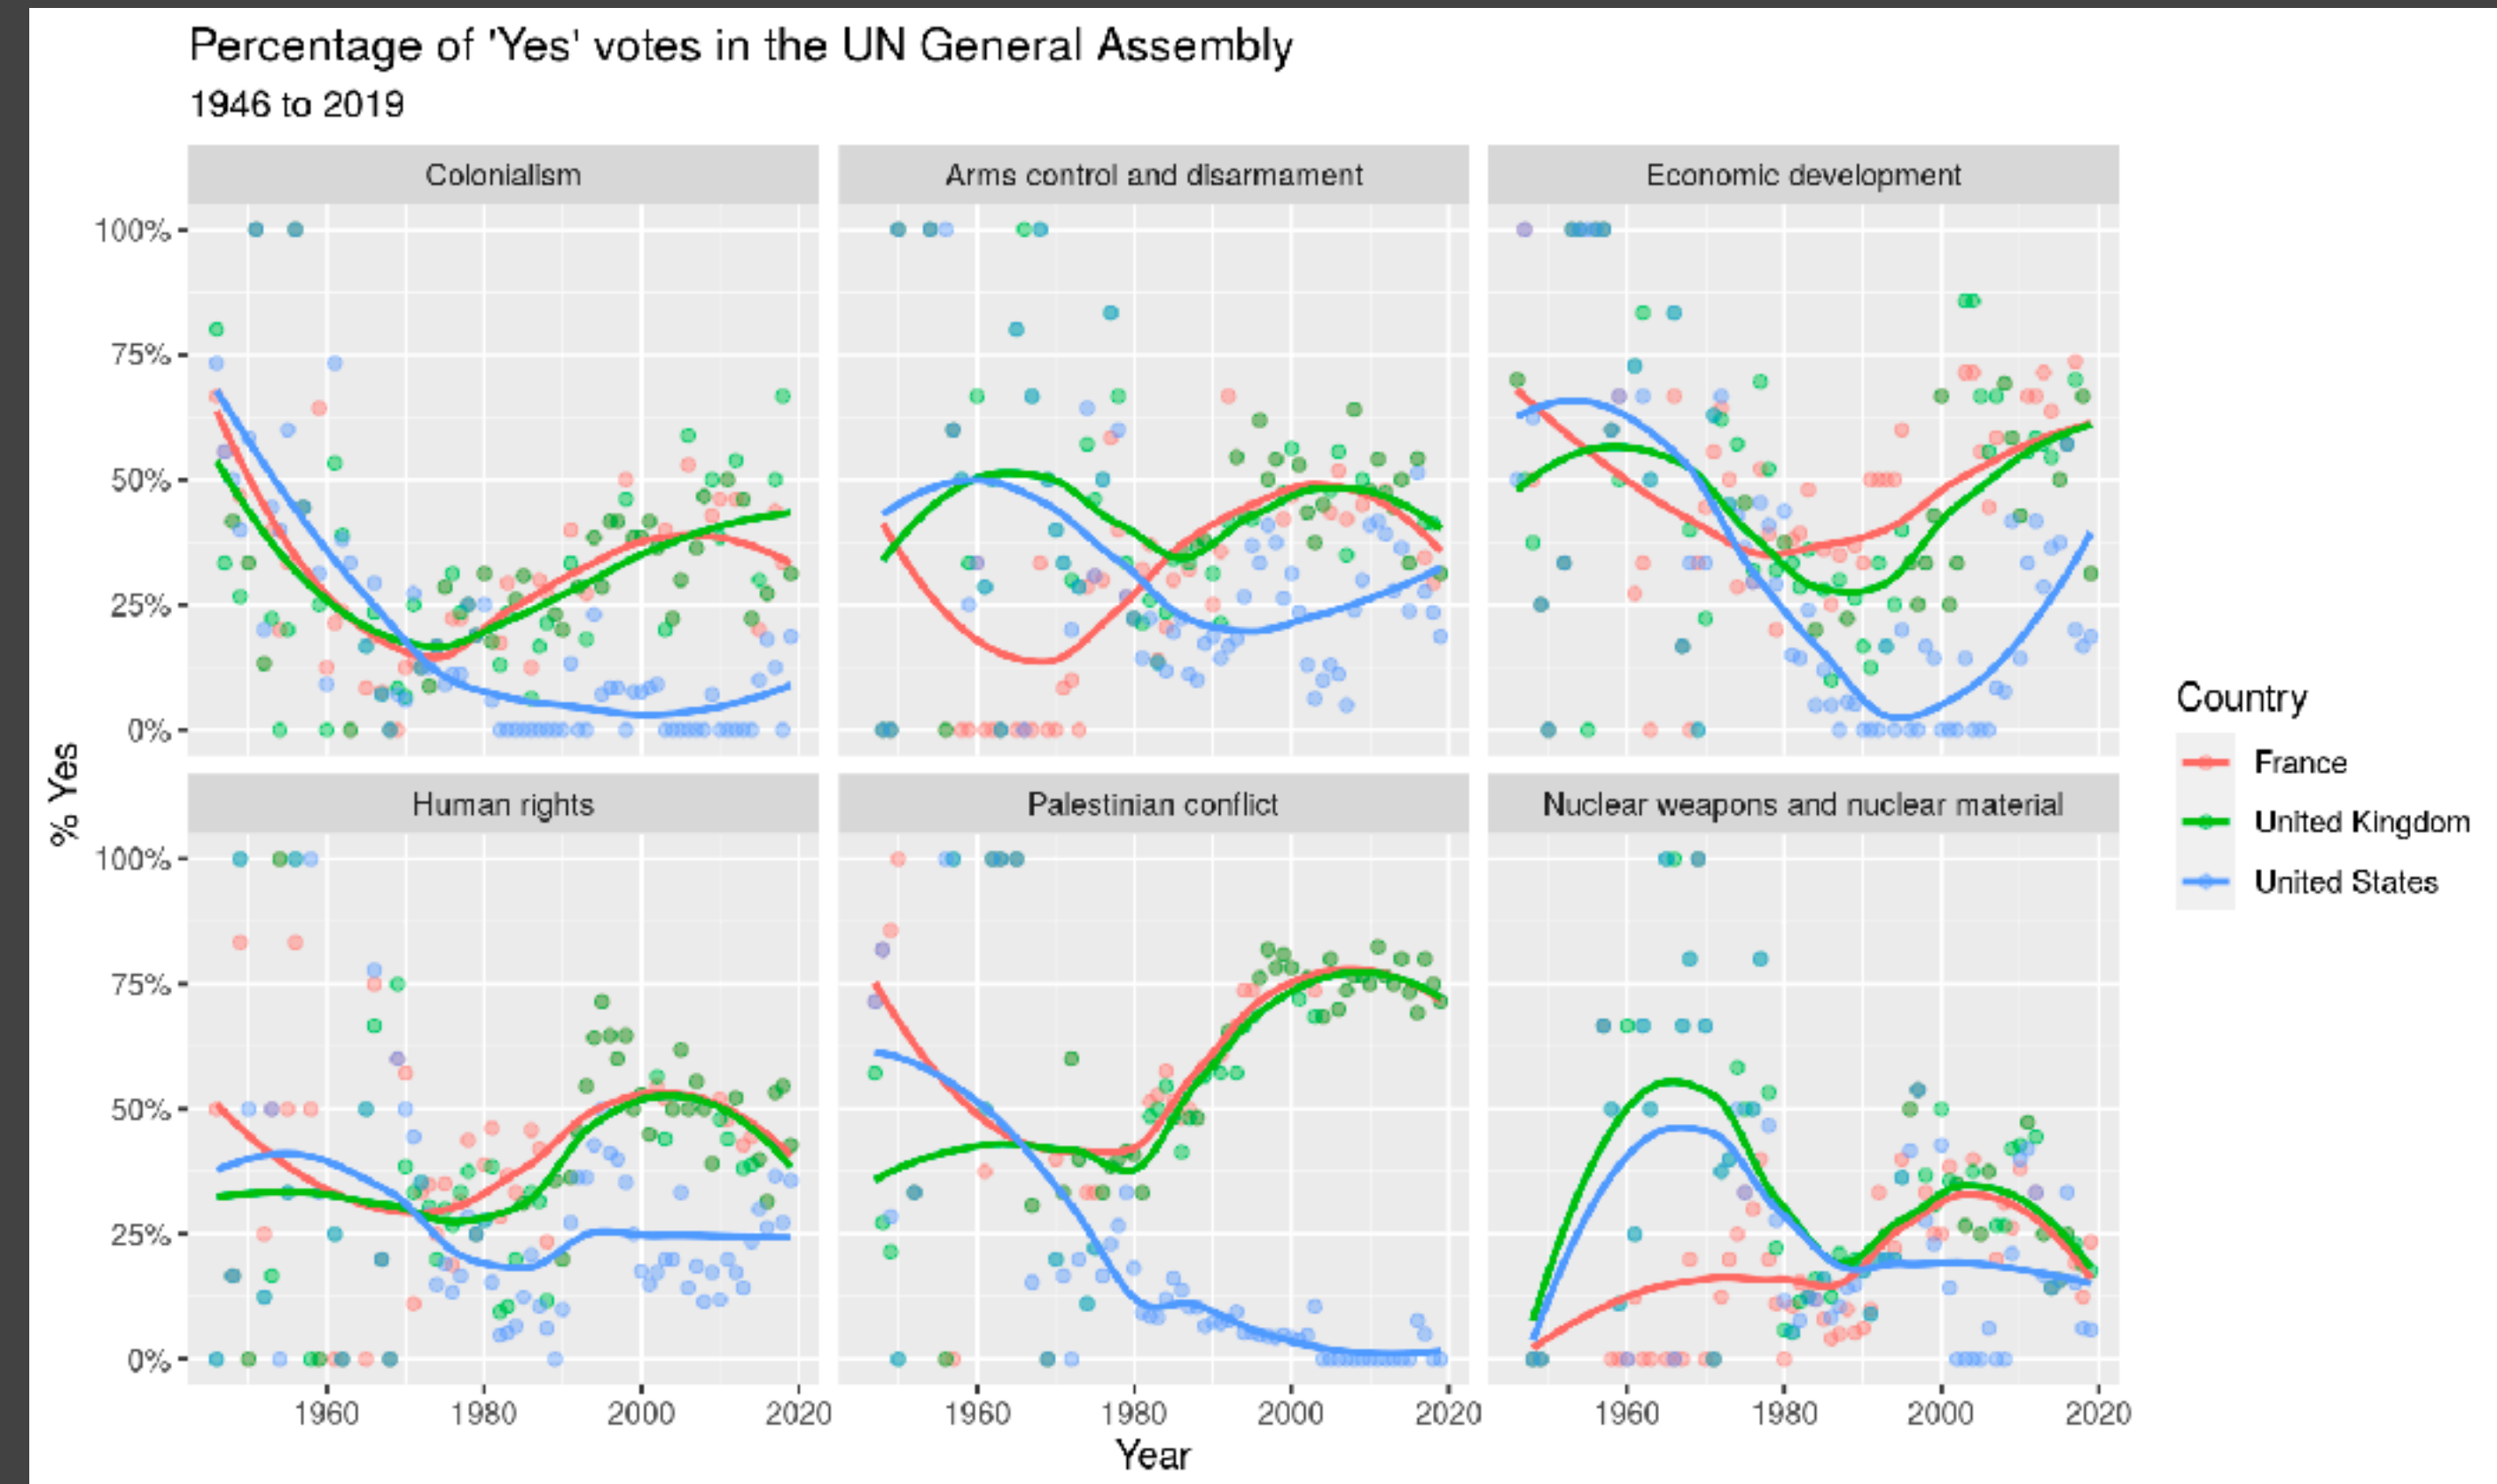 Percentage of 'Yes' votes in the UN General Assembly
1946 to 2019
Colonialism
Arms control and disarmament
Economic development
100%
75%
50%
25%
0%
% Yes
Human rights
Palestinian conflict
Nuclear weapons and nuclear material
100%
75%
50%
25%
0%
1960 1980 2000 2020
1960 1980 2000 2020
1960 1980 2000 2020
Year
Country
France
United Kingdom
United States